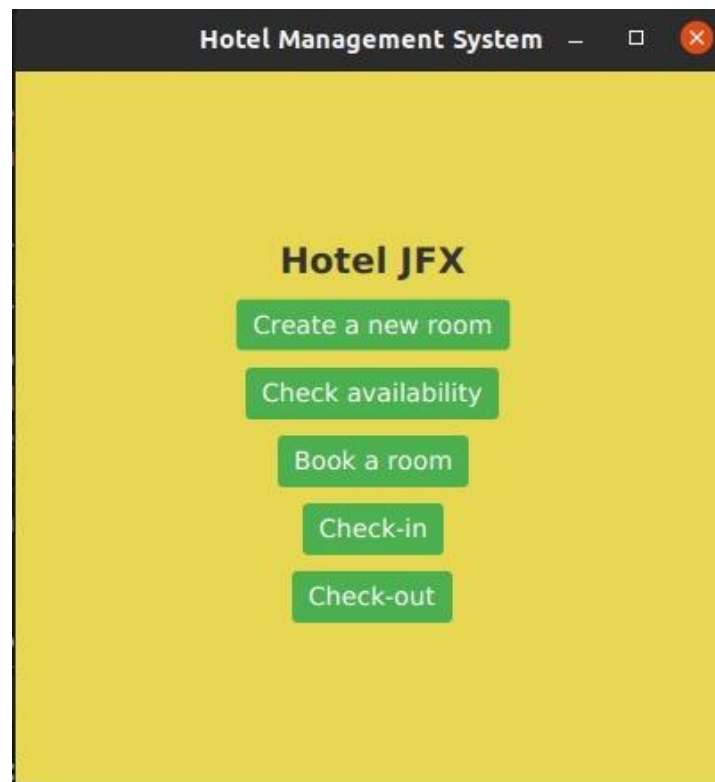 Hotel Management System
Hotel JFX
Create a new room
Check availability
Book a room
Check-in
Check-out